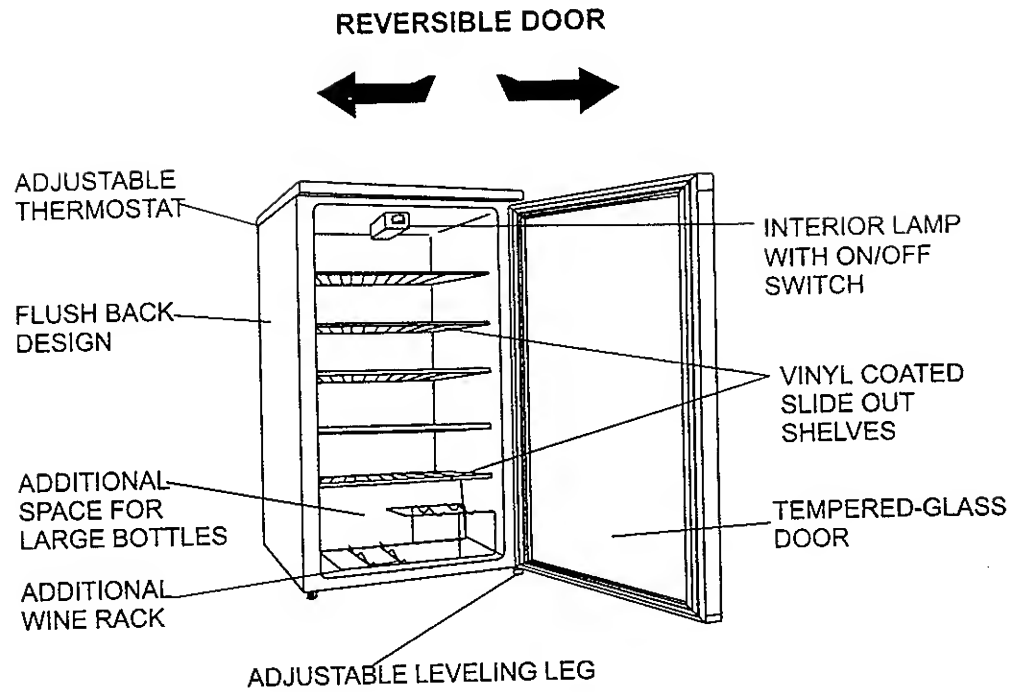 REVERSIBLE DOOR
ADJUSTABLE
THERMOSTAT
FLUSH BACK
DESIGN
ADDITIONAL
SPACE FOR
LARGE BOTTLES
ADDITIONAL
WINE RACK
ADJUSTABLE LEVELING LEG
INTERIOR LAMP
WITH ON/OFF
SWITCH
VINYL COATED
SLIDE OUT
SHELVES
TEMPERED-GLASS
DOOR